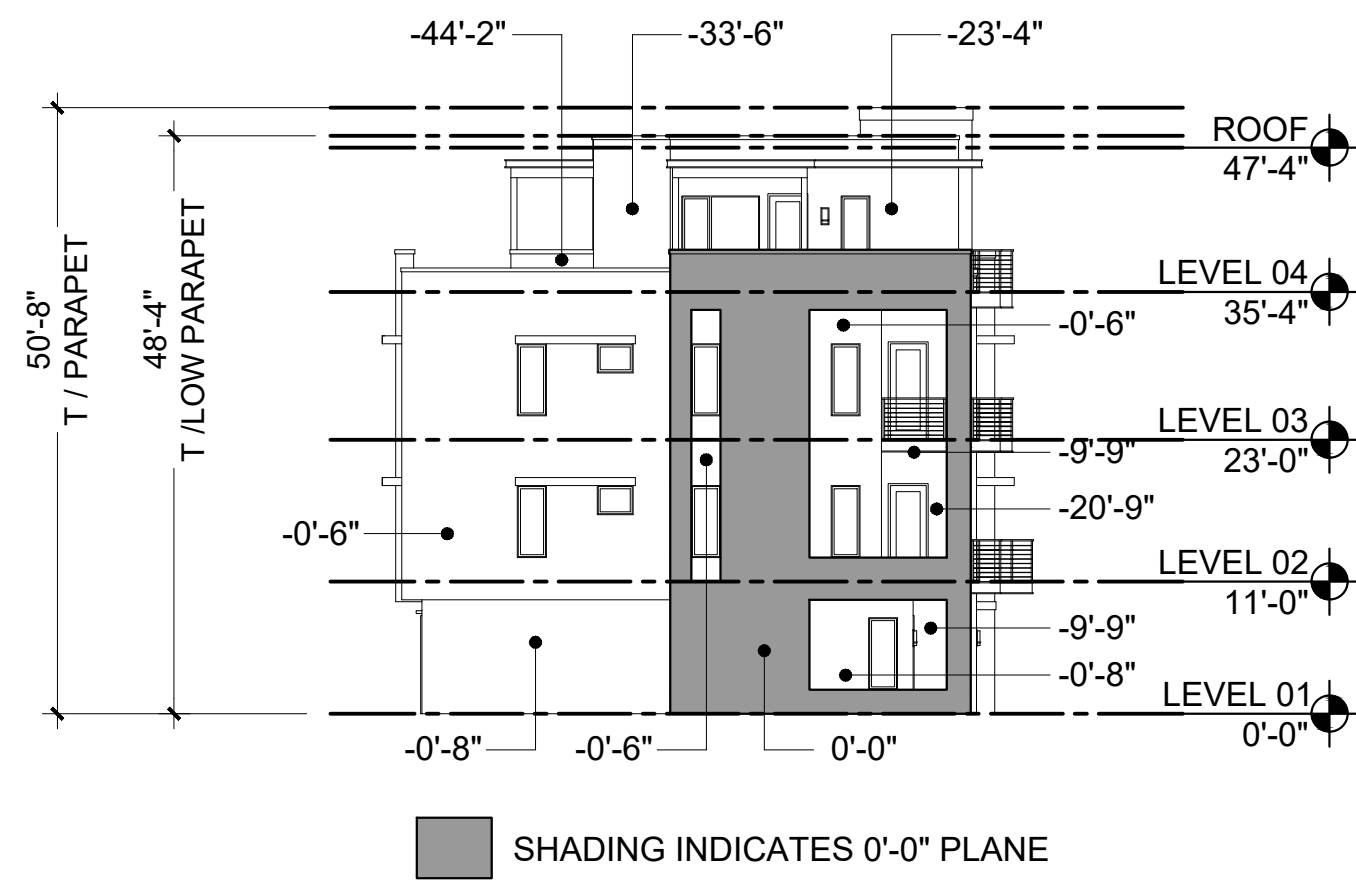 -44'-2"
-33'-6"
-23'-4"
ROOF
47'-4"
50'-8"
T / PARAPET
48'-4"
T /LOW PARAPET
LEVEL 04
35'-4"
-0'-6"
LEVEL 03
23'-0"
-9'-9"
-20'-9"
-0'-6"
LEVEL 02
11'-0"
-9'-9"
-0'-8"
LEVEL 01
0'-0"
-0'-8"
-0'-6"
0'-0"
SHADING INDICATES 0'-0" PLANE